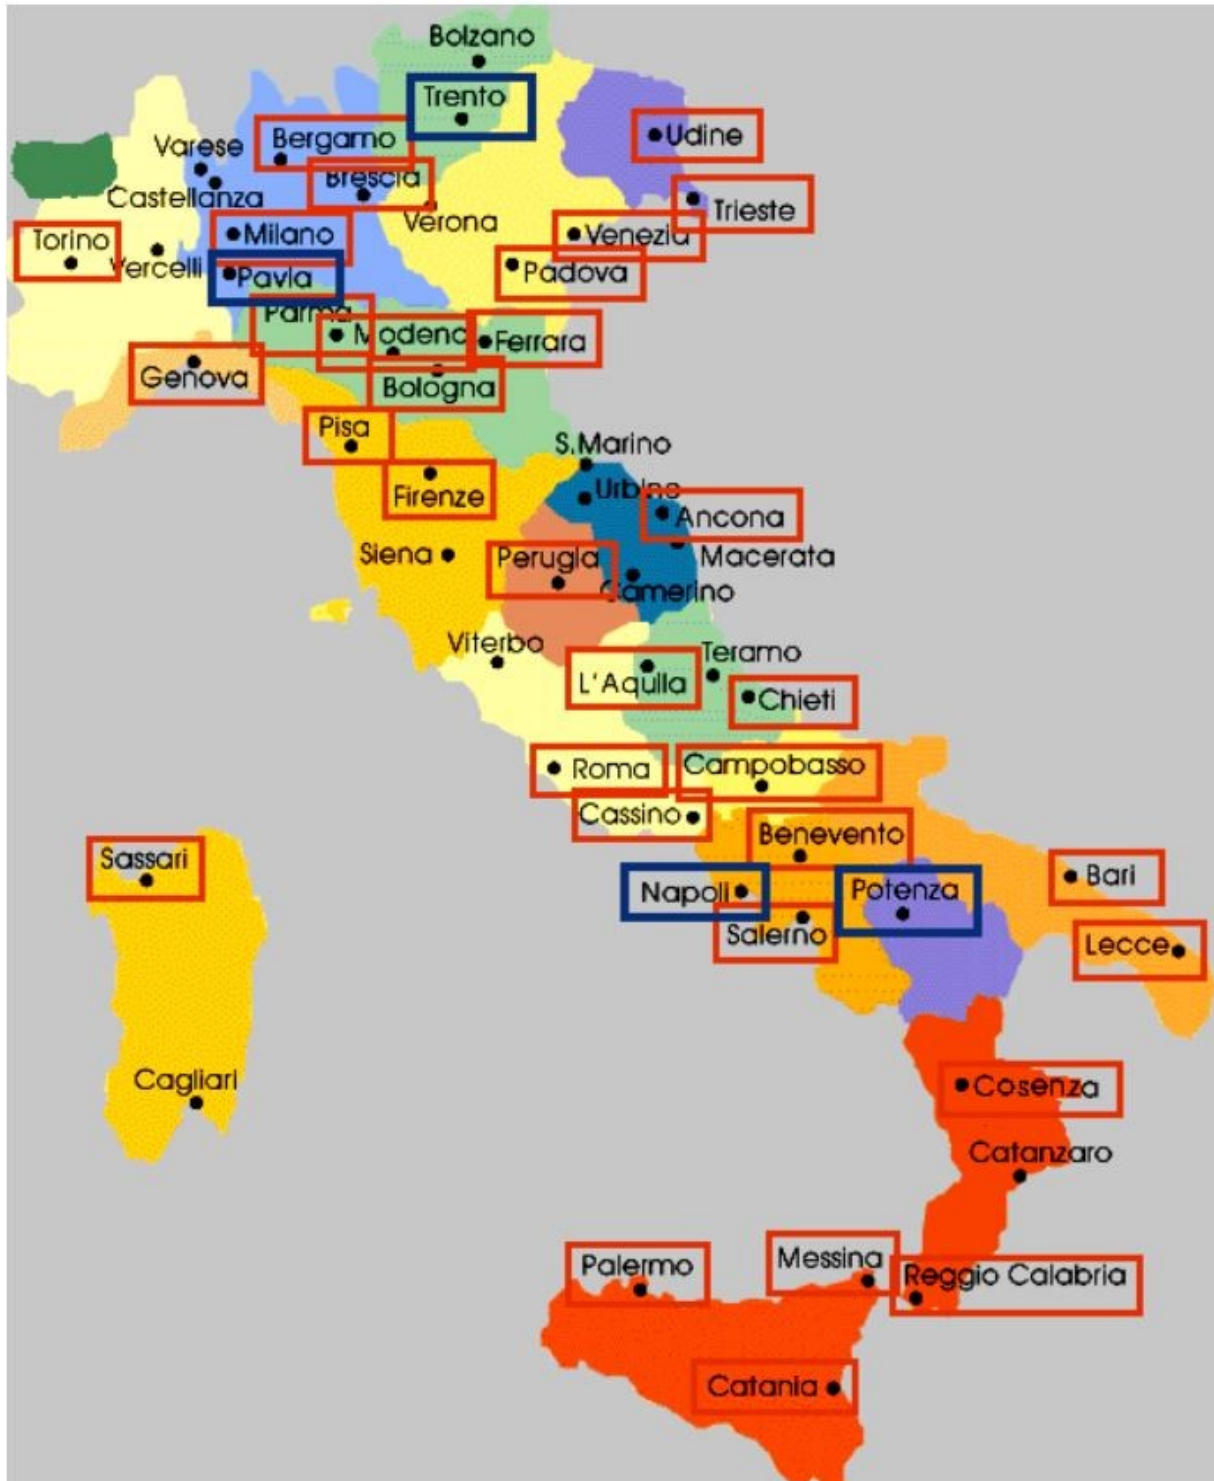 Bolzano
Trento
Bergamo
Udine
Varese
Brescia
Castellanza
Trieste
Verona
Torino
Milano
Venezia
Vercelli
Pavia
Padova
Parma
Modena
Ferrara
Genova
Bologna
Pisa
S.Marino
Firenze
Urbino
Ancona
Siena
Perugia
Macerata
Camerino
Viterbo
Teramo
L'Aquila
Chieti
Roma
Campobasso
Cassino
Benevento
Sassari
Napoli
Potenza
Bari
Salerno
Lecce
Cagliari
Cosenza
Catanzaro
Palermo
Messina
Reggio Calabria
Catania